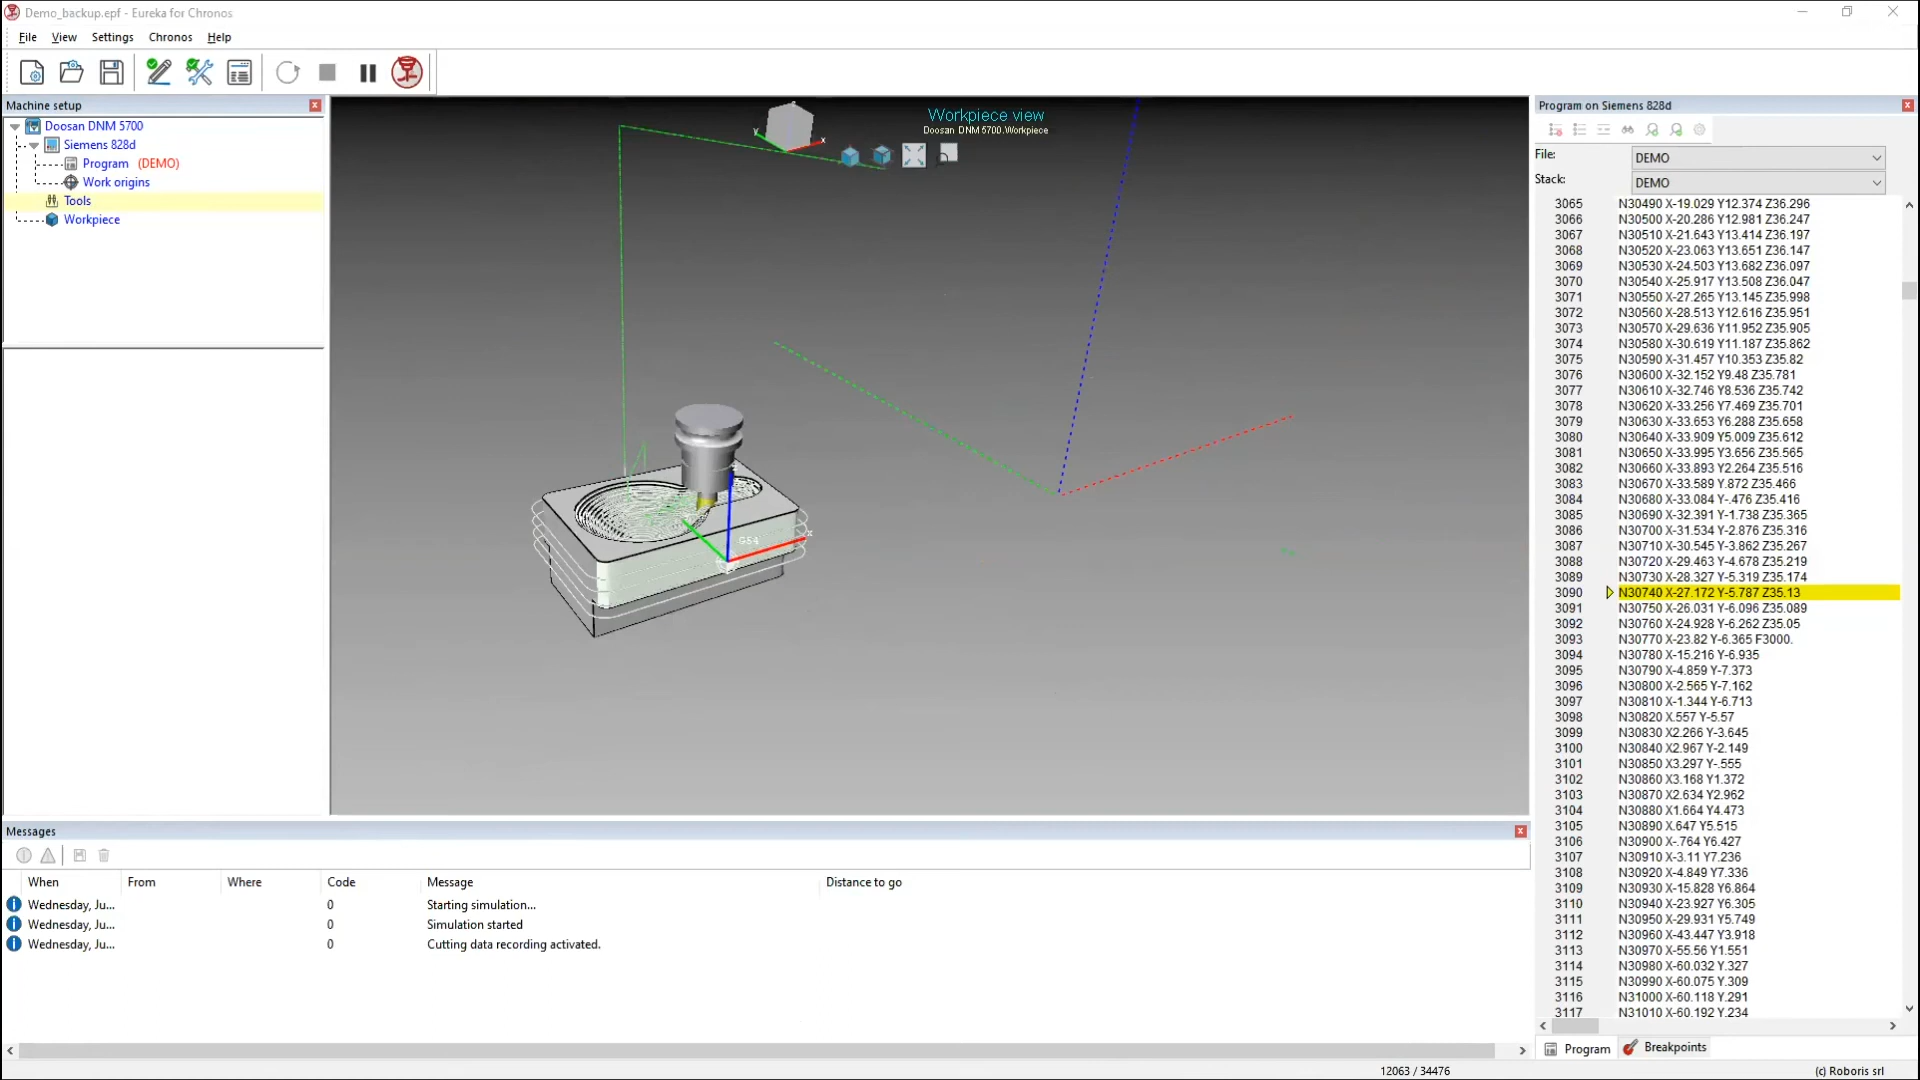 Demo_backup.epf - Eureka for Chronos
File View Settings Chronos Help
Machine setup
Doosan DNM 5700
Siemens 828d
Program (DEMO)
Work origins
Tools
Workpiece
Workpiece view
Doosan DNM 5700.Workpiece
Y
X
G54
X
Program on Siemens 828d
File: DEMO
Stack: DEMO
3065 N30490 X-19.029 Y12.374 Z36.296
3066 N30500 X-20.286 Y12.981 Z36.247
3067 N30510 X-21.643 Y13.414 Z36.197
3068 N30520 X-23.063 Y13.651 Z36.147
3069 N30530 X-24.503 Y13.682 Z36.097
3070 N30540 X-25.917 Y13.508 Z36.047
3071 N30550 X-27.265 Y13.145 Z35.998
3072 N30560 X-28.513 Y12.616 Z35.951
3073 N30570 X-29.636 Y11.952 Z35.905
3074 N30580 X-30.619 Y11.187 Z35.862
3075 N30590 X-31.457 Y10.353 Z35.82
3076 N30600 X-32.152 Y9.48 Z35.781
3077 N30610 X-32.746 Y8.536 Z35.742
3078 N30620 X-33.256 Y7.469 Z35.701
3079 N30630 X-33.653 Y6.288 Z35.658
3080 N30640 X-33.909 Y5.009 Z35.612
3081 N30650 X-33.995 Y3.656 Z35.565
3082 N30660 X-33.893 Y2.264 Z35.516
3083 N30670 X-33.589 Y.872 Z35.466
3084 N30680 X-33.084 Y-.476 Z35.416
3085 N30690 X-32.391 Y-1.738 Z35.365
3086 N30700 X-31.534 Y-2.876 Z35.316
3087 N30710 X-30.545 Y-3.862 Z35.267
3088 N30720 X-29.463 Y-4.678 Z35.219
3089 N30730 X-28.327 Y-5.319 Z35.174
3090 N30740 X-27.172 Y-5.787 Z35.13
3091 N30750 X-26.031 Y-6.096 Z35.089
3092 N30760 X-24.928 Y-6.262 Z35.05
3093 N30770 X-23.82 Y-6.365 F3000.
3094 N30780 X-15.216 Y-6.935
3095 N30790 X-4.859 Y-7.373
3096 N30800 X-2.565 Y-7.162
3097 N30810 X-1.344 Y-6.713
3098 N30820 X.557 Y-5.57
3099 N30830 X2.266 Y-3.645
3100 N30840 X2.967 Y-2.149
3101 N30850 X3.297 Y-.555
3102 N30860 X3.168 Y1.372
3103 N30870 X2.634 Y2.962
3104 N30880 X1.664 Y4.473
3105 N30890 X.647 Y5.515
3106 N30900 X-.764 Y6.427
3107 N30910 X-3.11 Y7.236
3108 N30920 X-4.849 Y7.336
3109 N30930 X-15.828 Y6.864
3110 N30940 X-23.927 Y6.305
3111 N30950 X-29.931 Y5.749
3112 N30960 X-43.447 Y3.918
3113 N30970 X-55.56 Y1.551
3114 N30980 X-60.032 Y.327
3115 N30990 X-60.075 Y.309
3116 N31000 X-60.118 Y.291
3117 N31010 X-60.192 Y.234
Program Breakpoints
Messages
When From Where Code Message Distance to go
Wednesday, Ju... 0 Starting simulation...
Wednesday, Ju... 0 Simulation started
Wednesday, Ju... 0 Cutting data recording activated.
12063 / 34476
(c) Roboris srl